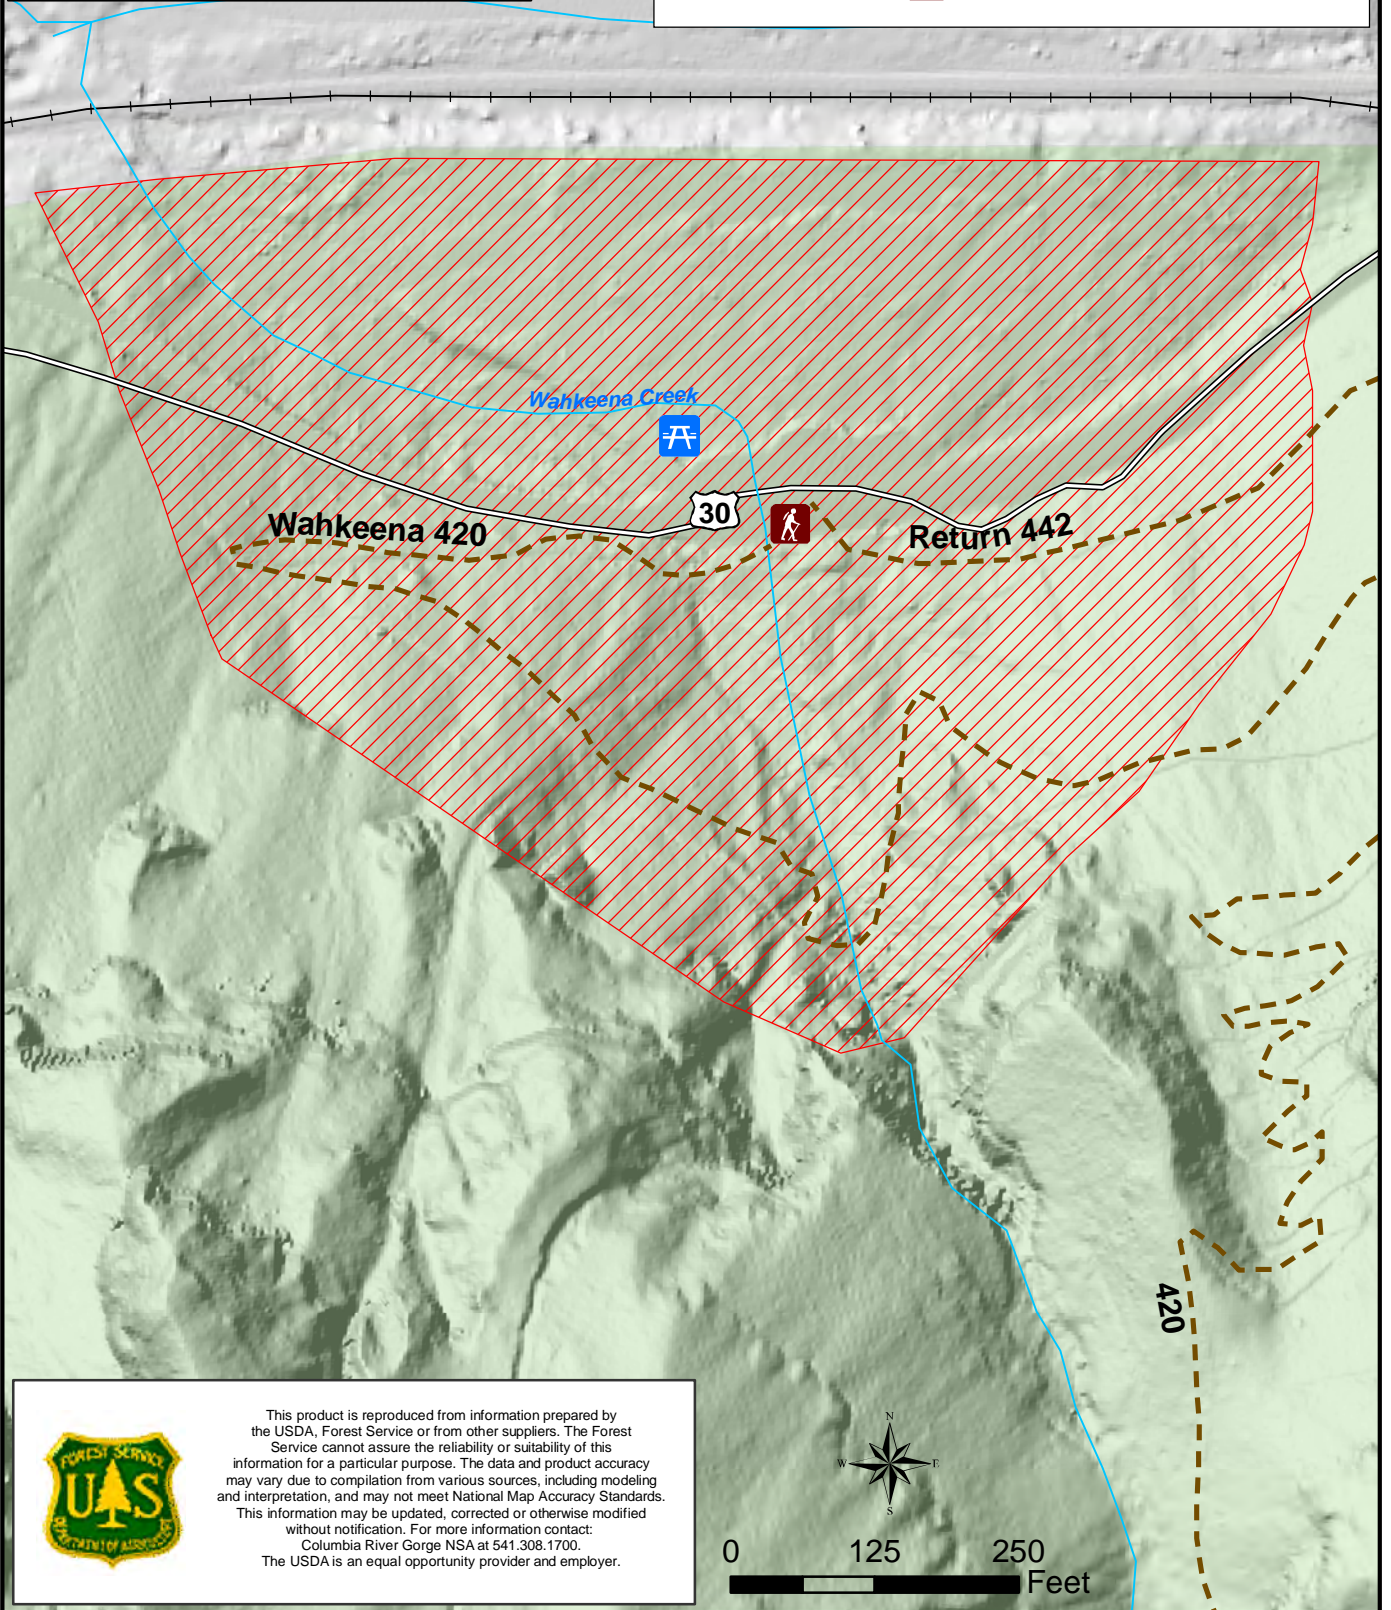 Wahkeena Creek
30
Wahkeena 420
Return 442
420
FOREST SERVICE
UAS
DEPARTMENT OF AGRICULTURE
This product is reproduced from information prepared by
the USDA, Forest Service or from other suppliers. The Forest
Service cannot assure the reliability or suitability of this
information for a particular purpose. The data and product accuracy
may vary due to compilation from various sources, including modeling
and interpretation, and may not meet National Map Accuracy Standards.
This information may be updated, corrected or otherwise modified
without notification. For more information contact:
Columbia River Gorge NSA at 541.308.1700.
The USDA is an equal opportunity provider and employer.
N
W E
S
0 125 250
Feet